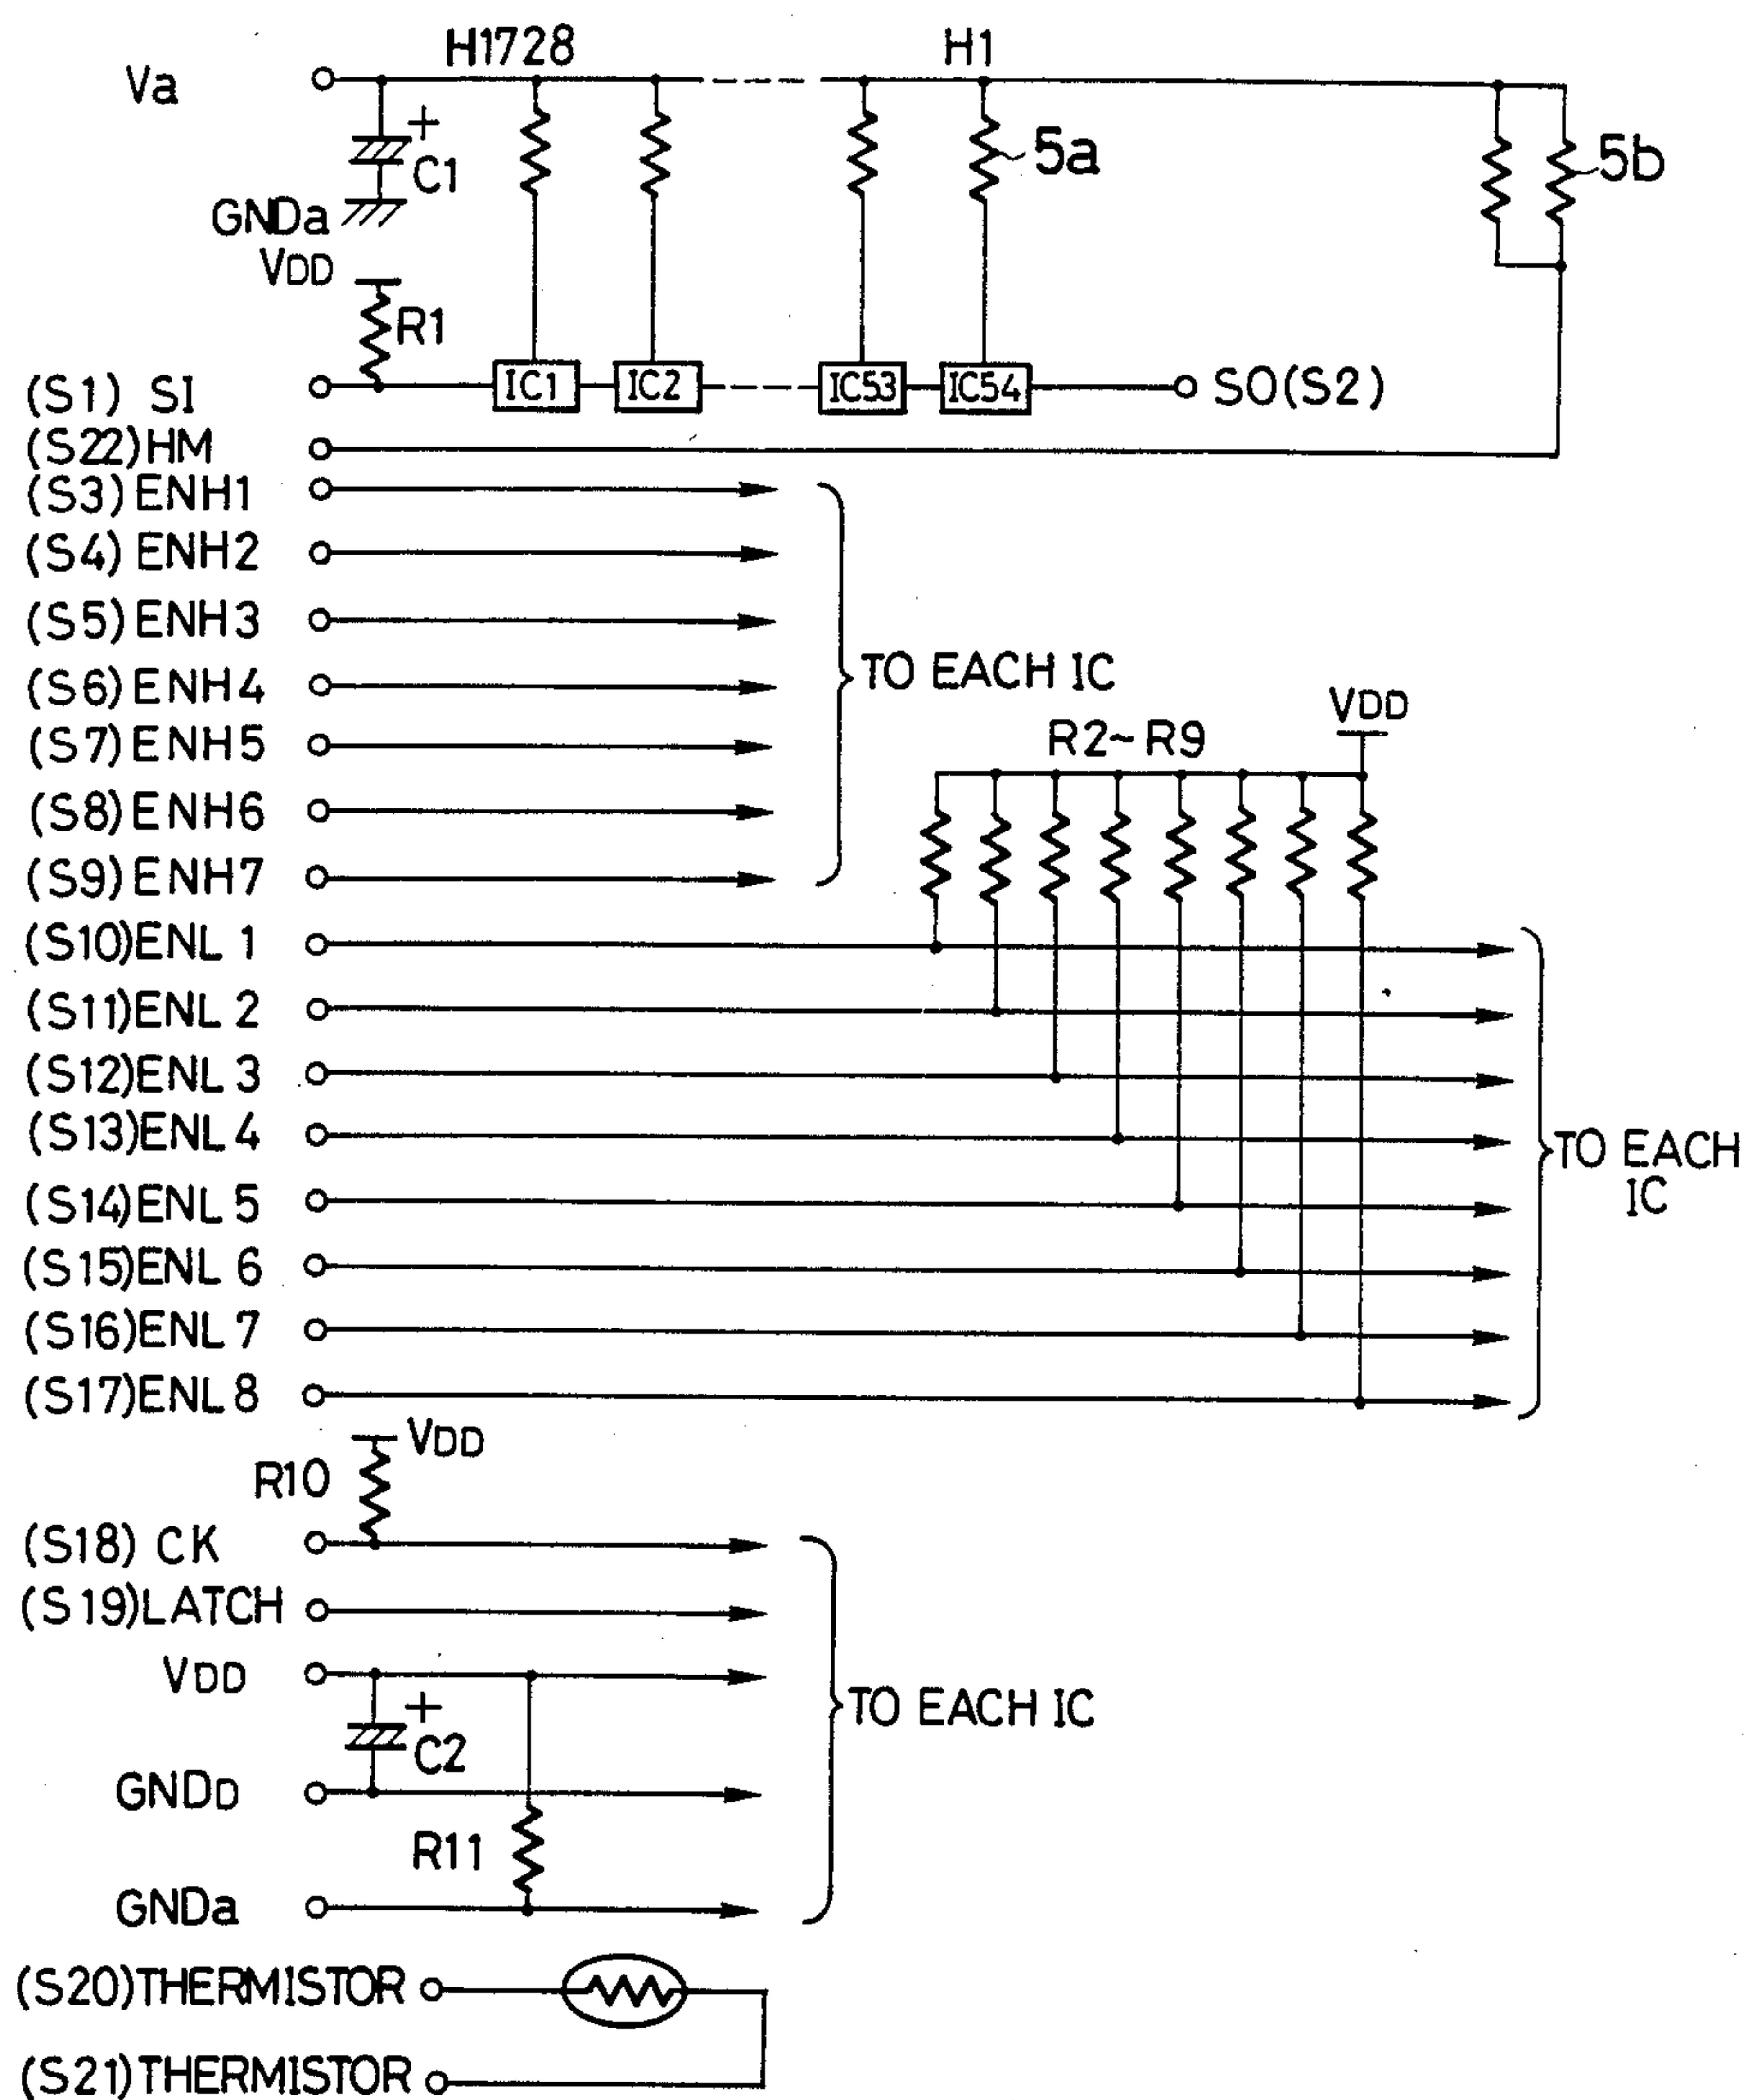 H1728 H1
Va
+
C1
5a
5b
GNDa
VDD
R1
(S1) SI
IC1
IC2
IC53
IC54
SO(S2)
(S22)HM
(S3)ENH1
(S4) ENH2
(S5)ENH3
(S6)ENH4
TO EACH IC
(S7)ENH5
VDD
R2~R9
(S8)ENH6
(S9)ENH7
(S10)ENL 1
(S11)ENL 2
(S12)ENL 3
(S13)ENL 4
TO EACH
IC
(S14)ENL 5
(S15)ENL 6
(S16)ENL 7
(S17)ENL 8
VDD
R10
(S18) CK
(S19)LATCH
VDD
+
C2
TO EACH IC
GNDD
R11
GNDa
(S20)THERMISTOR
(S21)THERMISTOR